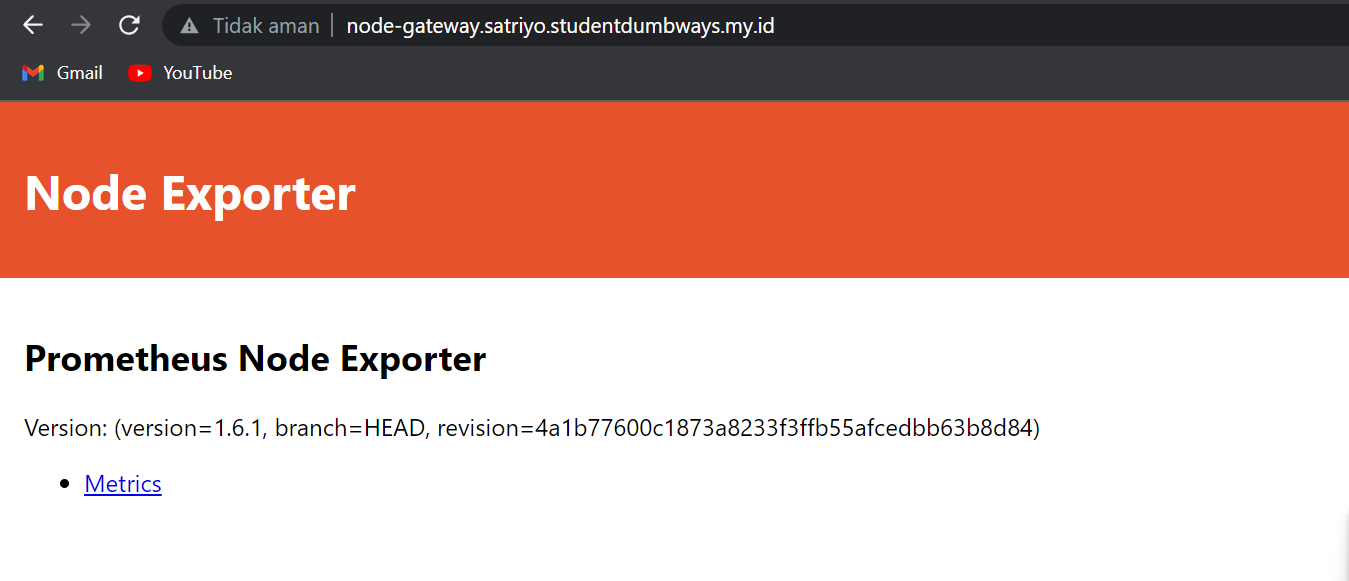 Tidak aman node-gateway.satriyo.studentdumbways.my.id
Gmail YouTube
Node Exporter
Prometheus Node Exporter
Version: (version=1.6.1, branch=HEAD, revision=4a1b77600c1873a8233f3ffb55afcedbb63b8d84)
Metrics